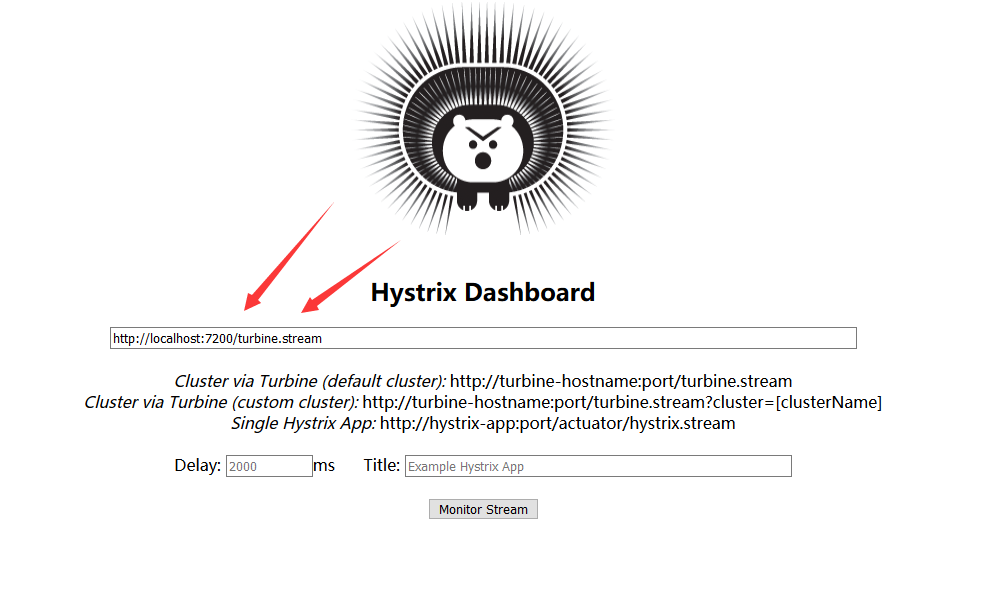 Hystrix Dashboard
http://localhost:7200/turbine.stream
Cluster via Turbine (default cluster): http://turbine-hostname:port/turbine.stream
Cluster via Turbine (custom cluster): http://turbine-hostname:port/turbine.stream?cluster=[clusterName]
Single Hystrix App: http://hystrix-app:port/actuator/hystrix.stream
Delay: 2000 ms Title: Example Hystrix App
Monitor Stream